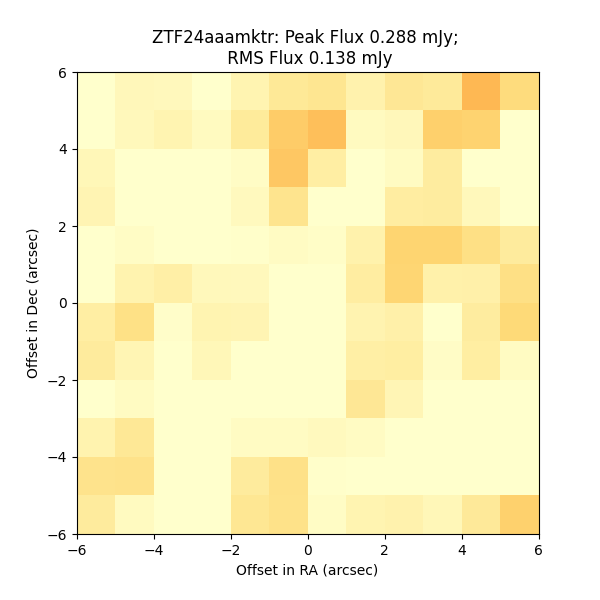 ZTF24aaamktr: Peak Flux 0.288 mJy;
RMS Flux 0.138 mJy
6
4
2
0
−2
−4
−6
Offset in Dec (arcsec)
−6 −4 −2 0 2 4 6
Offset in RA (arcsec)